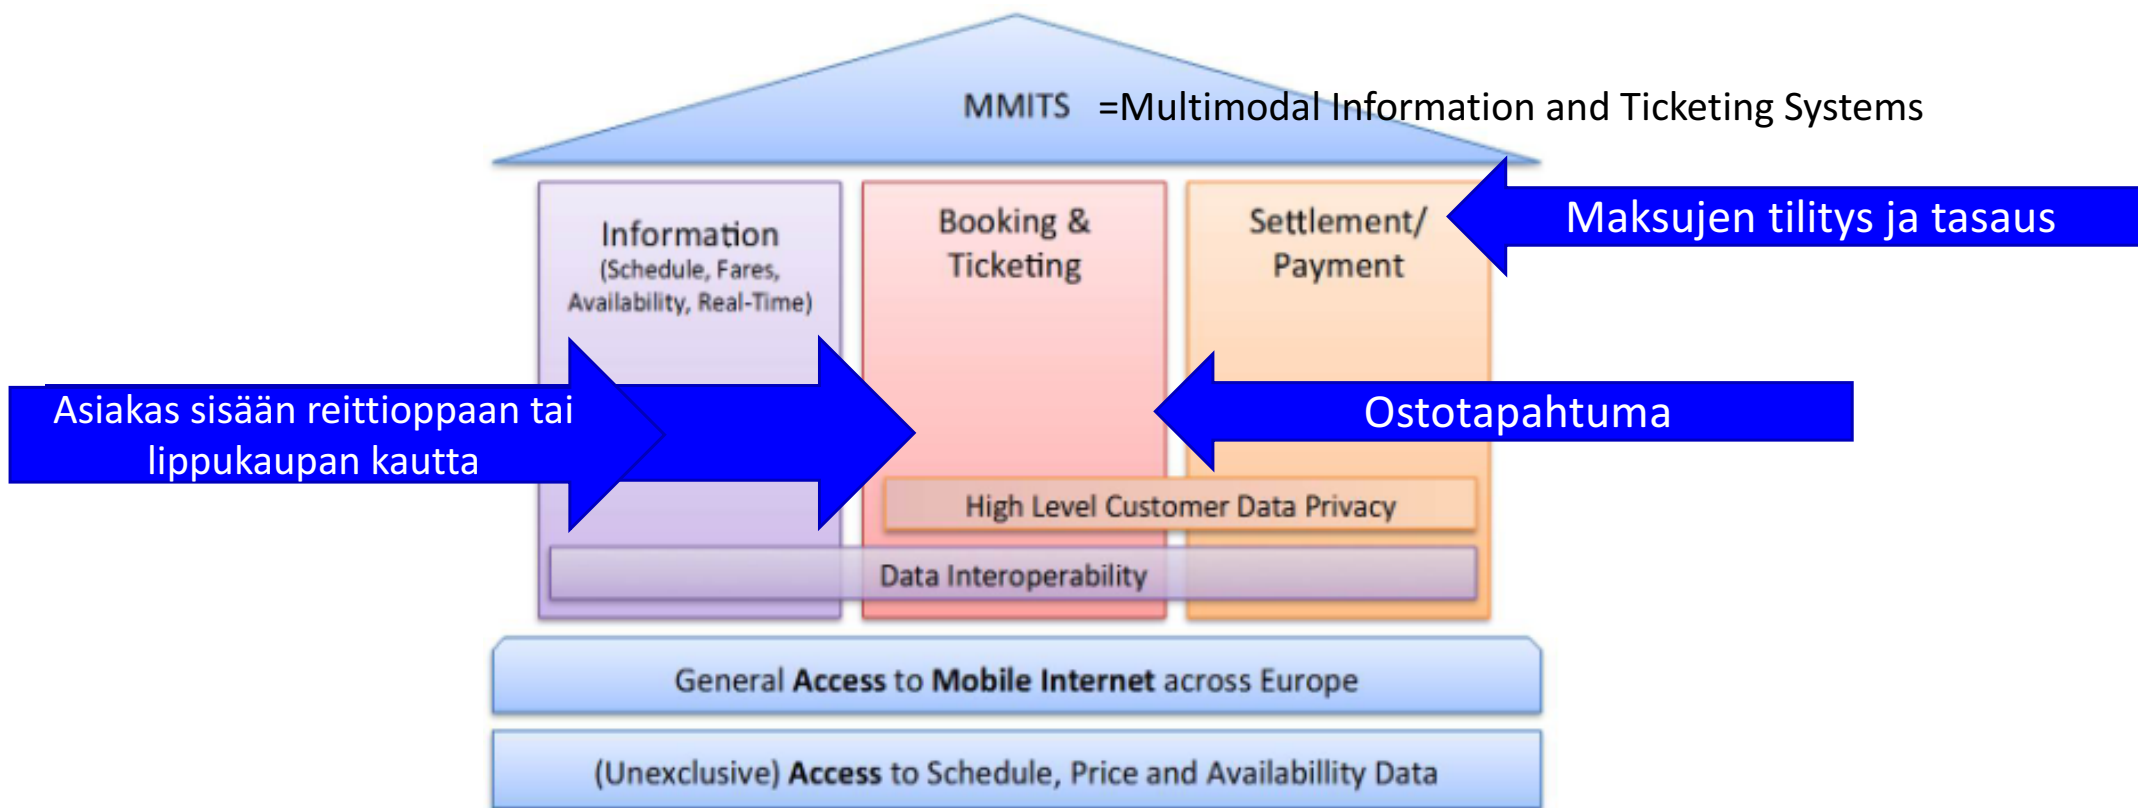 MMITS =Multimodal Information and Ticketing Systems
Information
(Schedule, Fares,
Availability, Real-Time)
Booking &
Ticketing
Settlement/
Payment
Maksujen tilitys ja tasaus
Asiakas sisään reittioppaan tai
lippukaupan kautta
Ostotapahtuma
High Level Customer Data Privacy
Data Interoperability
General Access to Mobile Internet across Europe
(Unexclusive) Access to Schedule, Price and Availabillity Data